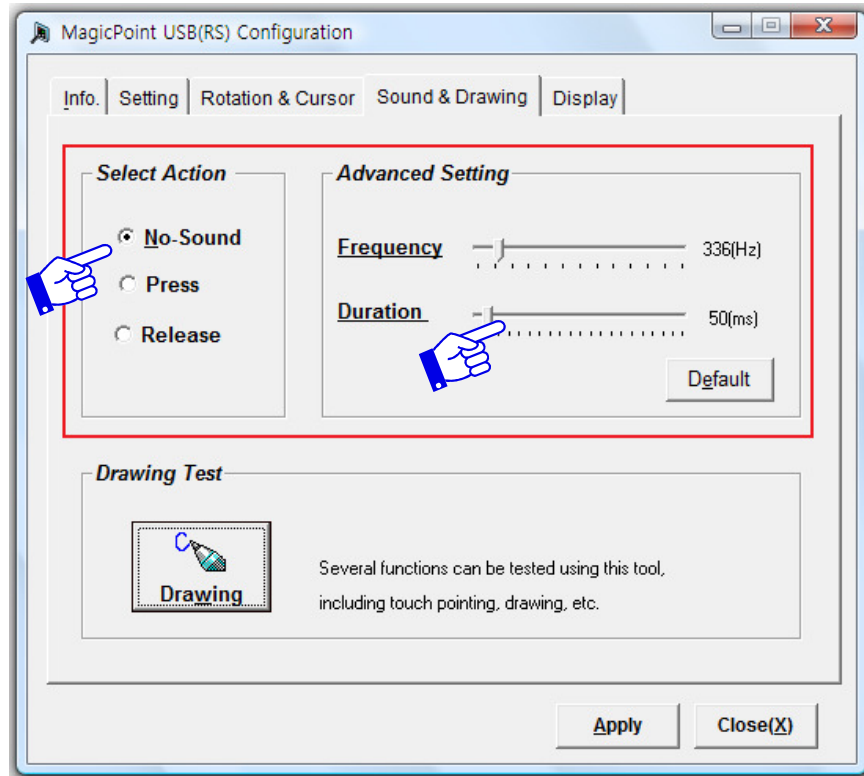 MagicPoint USB(RS) Configuration
Info. Setting Rotation & Cursor Sound & Drawing Display
Select Action
No-Sound
Press
Release
Advanced Setting
Frequency 336(Hz)
Duration 50(ms)
Default
Drawing Test
Drawing
Several functions can be tested using this tool,
including touch pointing, drawing, etc.
Apply Close(X)